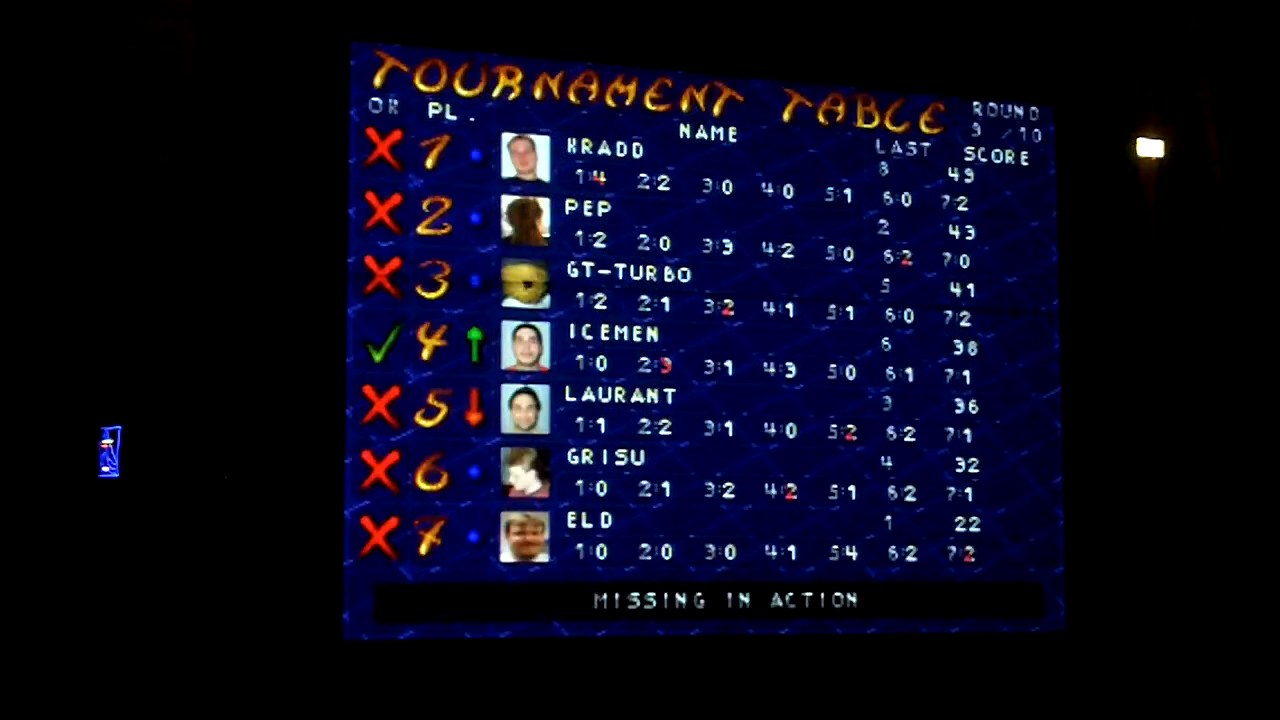 TOURNAMENT TABLE ROUND
OK PL. NAME LAST SCORE 9 /10
X 1 KRADD 8 49
1:4 2:2 3:0 4:0 5:1 6:0 7:2
X 2 PEP 2 43
1:2 2:0 3:3 4:2 5:0 6:2 7:0
X 3 GT-TURBO 5 41
1:2 2:1 3:2 4:1 5:1 6:0 7:2
✓ 4 ↑ ICEMEN 6 38
1:0 2:3 3:1 4:3 5:0 6:1 7:1
X 5 ↓ LAURANT 3 36
1:1 2:2 3:1 4:0 5:2 6:2 7:1
X 6 GRISU 4 32
1:0 2:1 3:2 4:2 5:1 6:2 7:1
X 7 ELD 1 22
1:0 2:0 3:0 4:1 5:4 6:2 7:2
MISSING IN ACTION